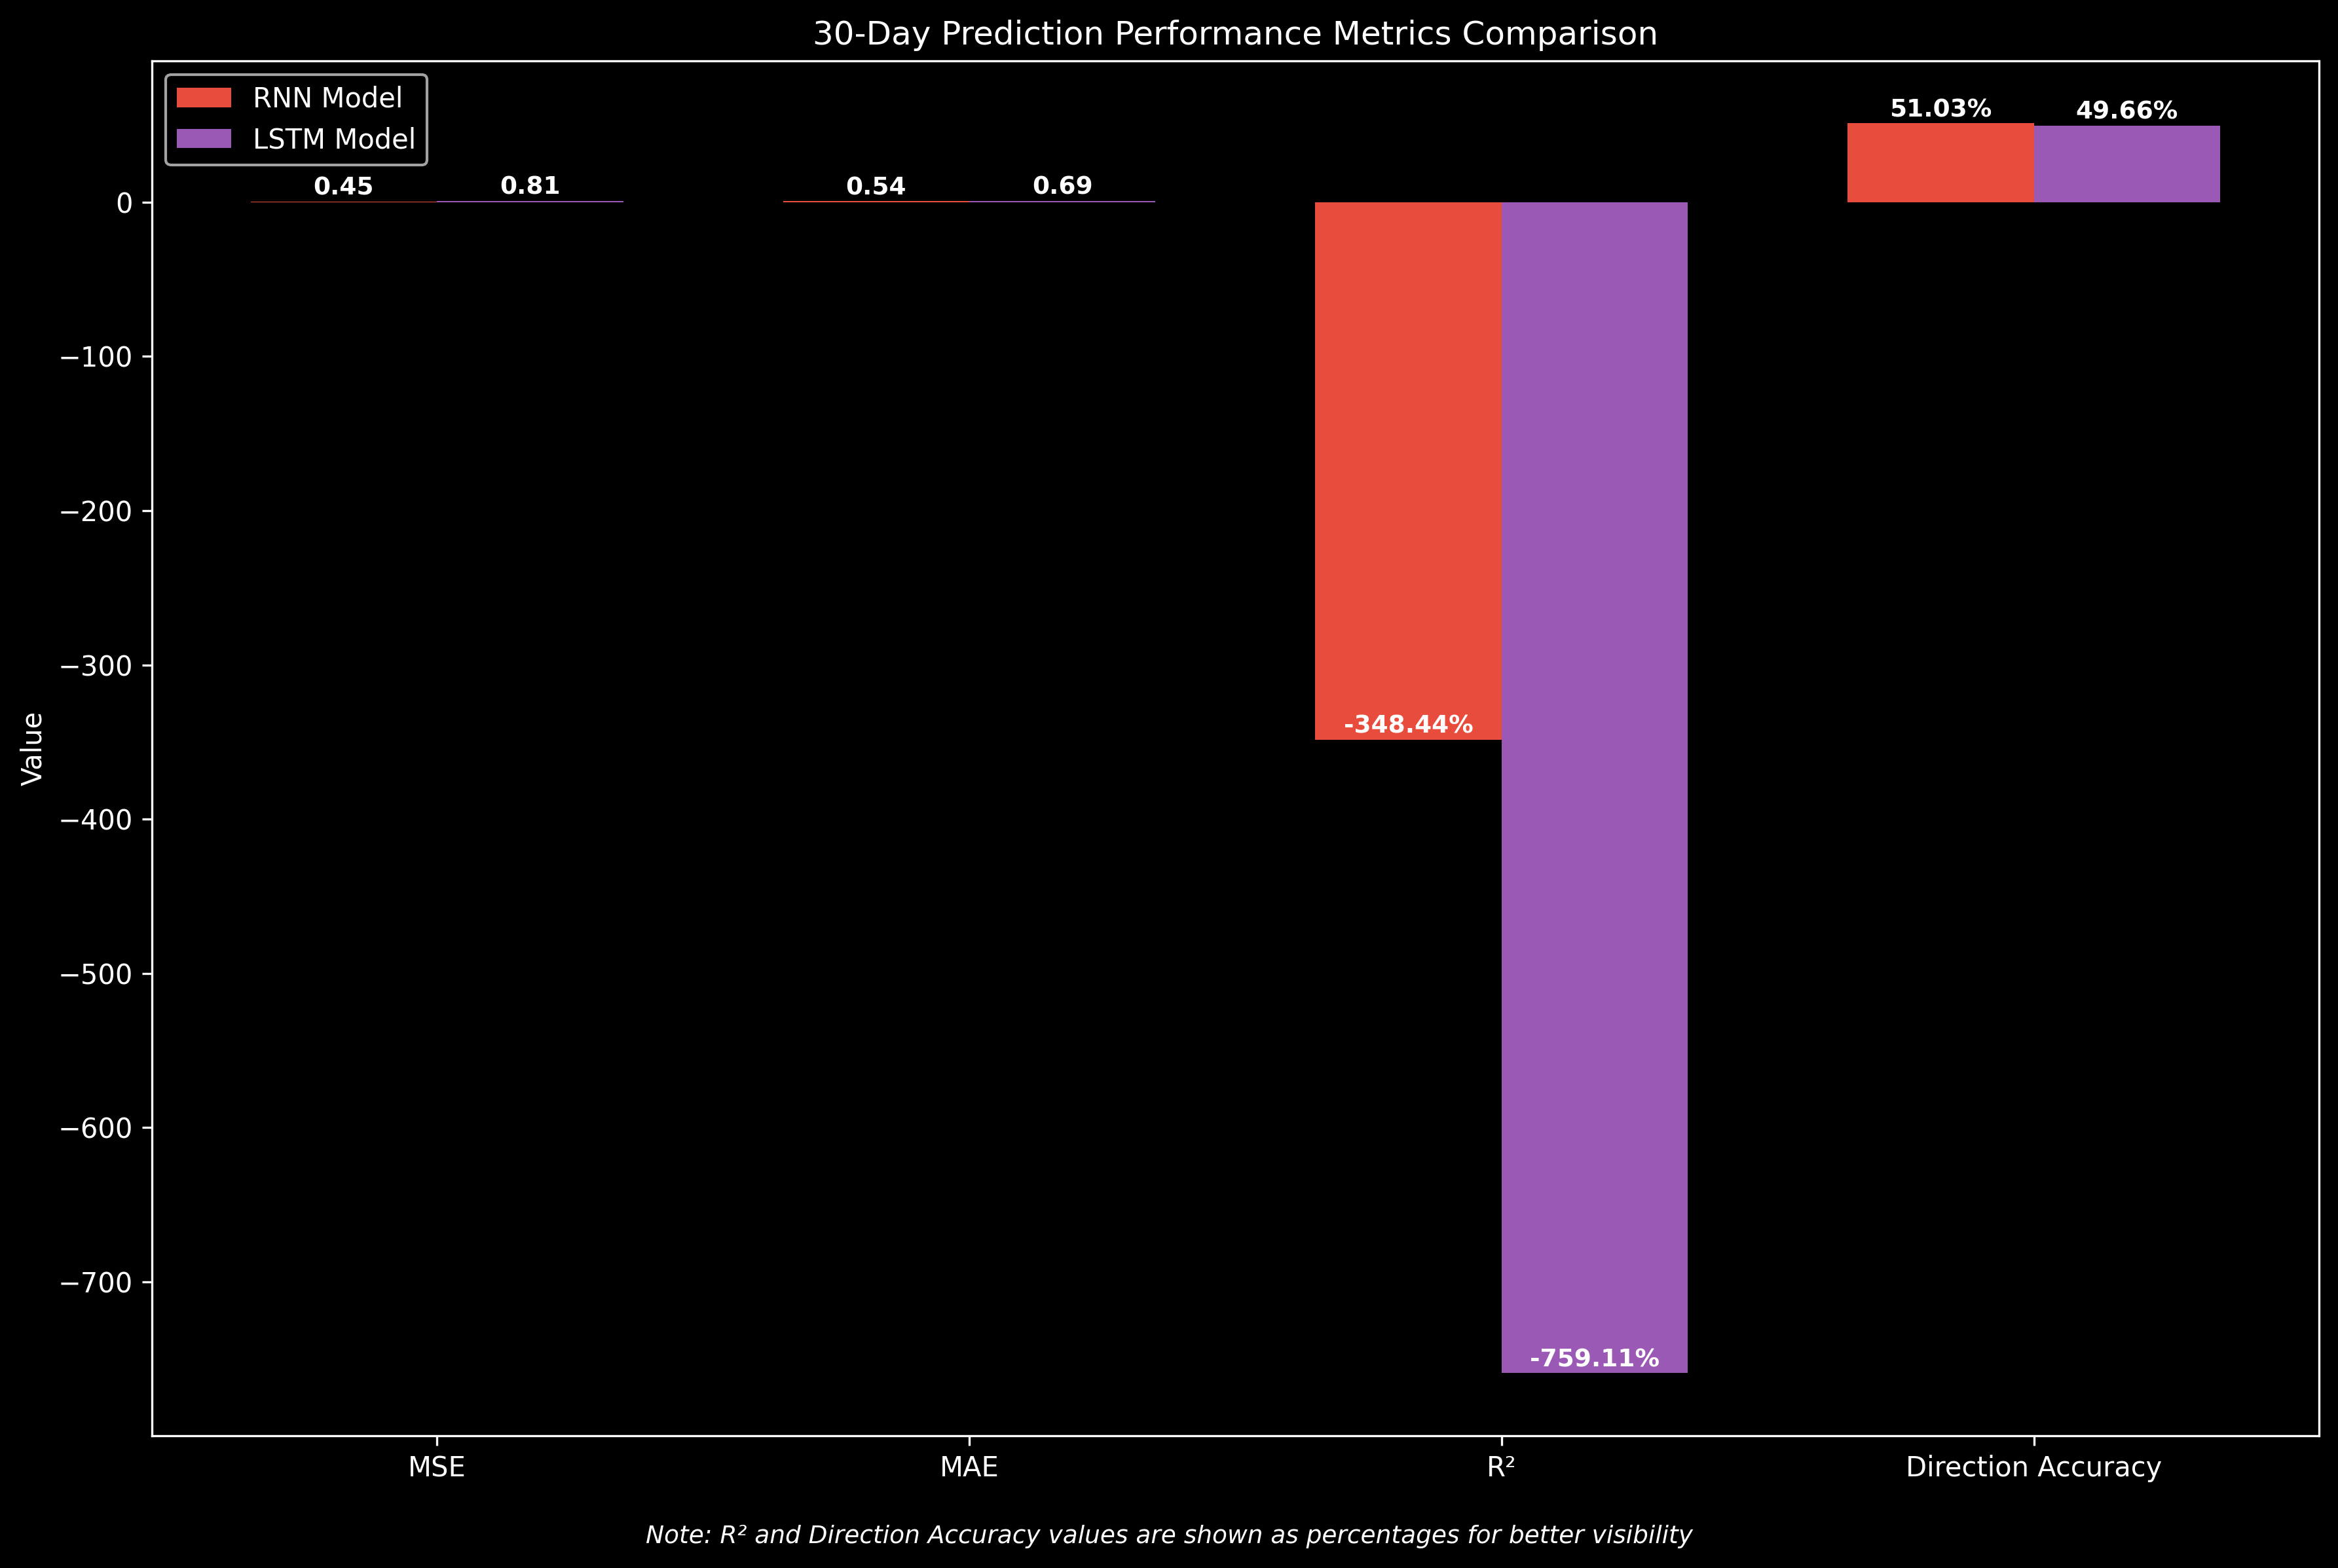 30-Day Prediction Performance Metrics Comparison
RNN Model
LSTM Model
0.45
0.81
0.54
0.69
-348.44%
-759.11%
51.03%
49.66%
0
−100
−200
−300
−400
−500
−600
−700
Value
MSE
MAE
R²
Direction Accuracy
Note: R² and Direction Accuracy values are shown as percentages for better visibility